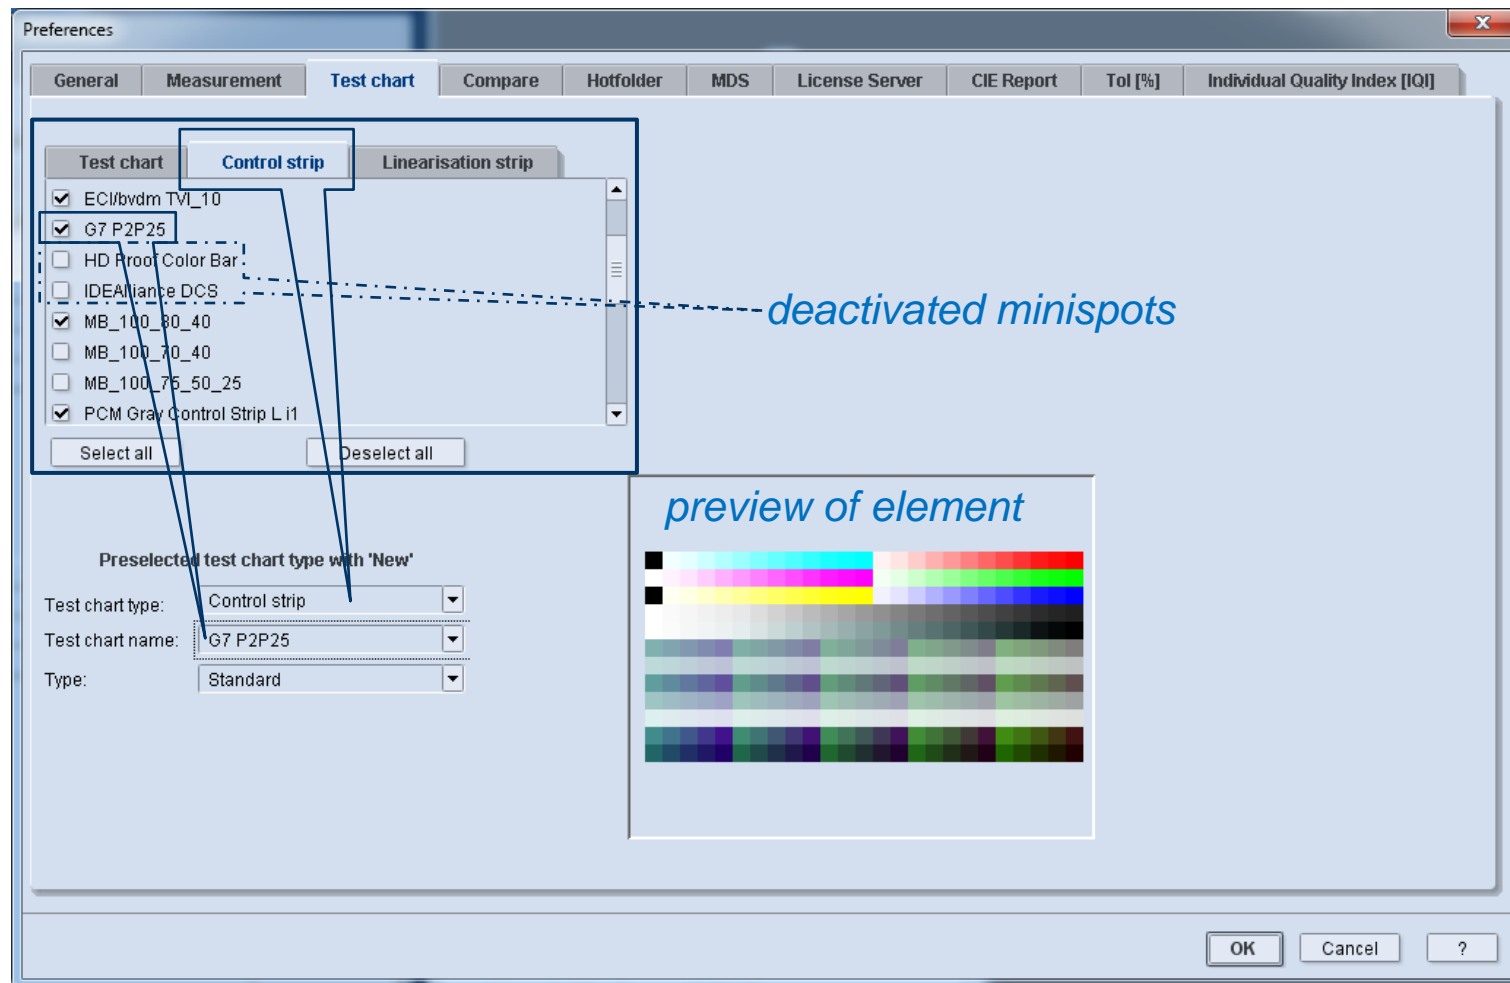 Preferences
General Measurement Test chart Compare Hotfolder MDS License Server CIE Report Tol [%] Individual Quality Index [IQI]
Test chart Control strip Linearisation strip
ECI/bvdm TVI_10
G7 P2P25
HD Proof Color Bar
IDEAlliance DCS
deactivated minispots
MB_100_80_40
MB_100_70_40
MB_100_75_50_25
PCM Gray Control Strip L i1
Select all Deselect all
preview of element
Preselected test chart type with 'New'
Test chart type: Control strip
Test chart name: G7 P2P25
Type: Standard
OK Cancel ?